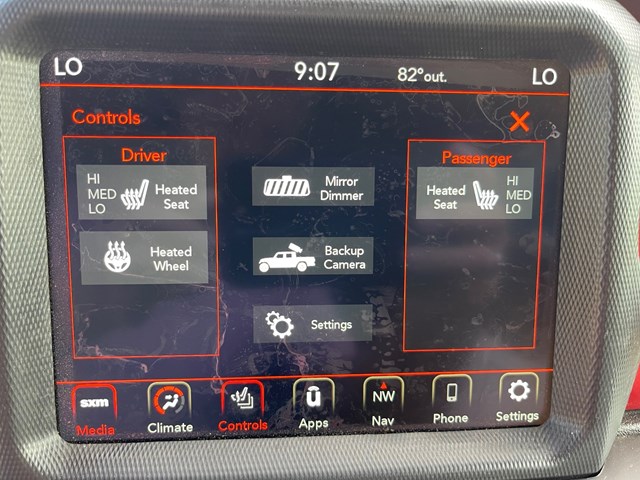 LO 9:07 82°out. LO
Controls
Driver
HI
MED
LO
Heated
Seat
Heated
Wheel
Mirror
Dimmer
Backup
Camera
Settings
Passenger
Heated
Seat
HI
MED
LO
sxm
Media
Climate
Controls
u
Apps
NW
Nav
Phone
Settings